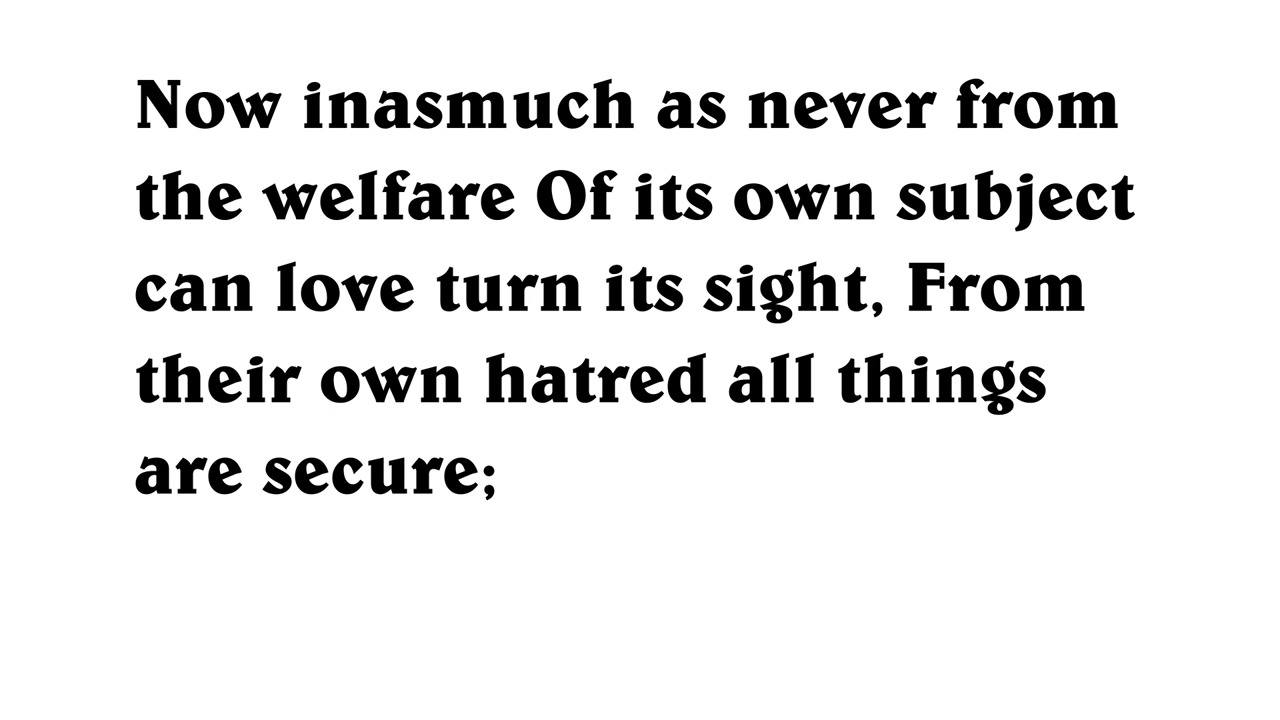 Now inasmuch as never from
the welfare Of its own subject
can love turn its sight, From
their own hatred all things
are secure;